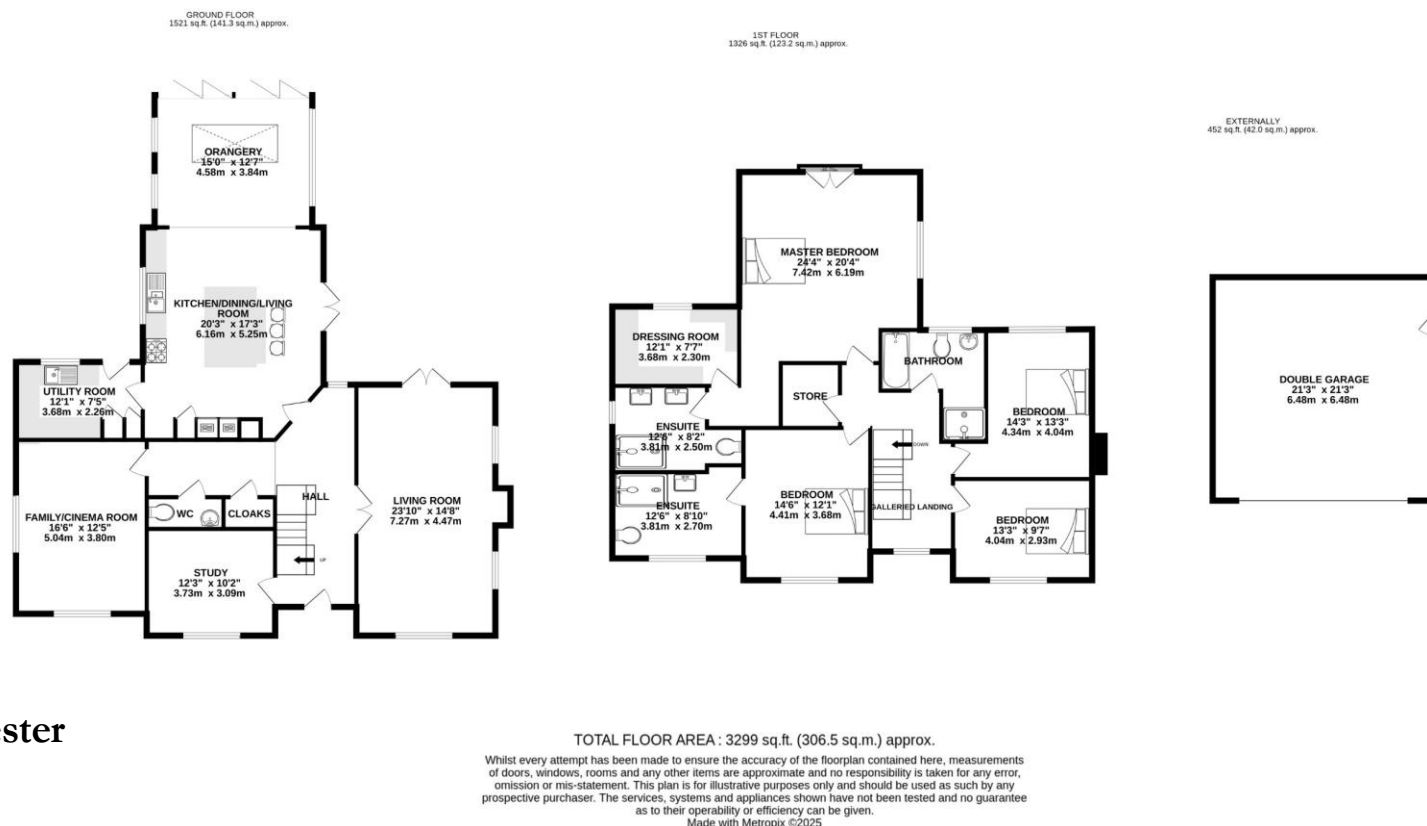 GROUND FLOOR
1521 sq.ft. (141.3 sq.m.) approx.
ORANGERY
15'0" x 12'7"
4.58m x 3.84m
KITCHEN/DINING/LIVING
ROOM
20'3" x 17'3"
6.16m x 5.25m
UTILITY ROOM
12'1" x 7'5"
3.68m x 2.26m
FAMILY/CINEMA ROOM
16'6" x 12'5"
5.04m x 3.80m
WC
CLOAKS
HALL
UP
STUDY
12'3" x 10'2"
3.73m x 3.09m
LIVING ROOM
23'10" x 14'8"
7.27m x 4.47m
1ST FLOOR
1326 sq.ft. (123.2 sq.m.) approx.
MASTER BEDROOM
24'4" x 20'4"
7.42m x 6.19m
DRESSING ROOM
12'1" x 7'7"
3.68m x 2.30m
STORE
BATHROOM
ENSUITE
12'6" x 8'2"
3.81m x 2.50m
BEDROOM
14'3" x 13'3"
4.34m x 4.04m
DOWN
ENSUITE
12'6" x 8'10"
3.81m x 2.70m
BEDROOM
14'6" x 12'1"
4.41m x 3.68m
GALLERIED LANDING
BEDROOM
13'3" x 9'7"
4.04m x 2.93m
EXTERNALLY
452 sq.ft. (42.0 sq.m.) approx.
DOUBLE GARAGE
21'3" x 21'3"
6.48m x 6.48m
ester
TOTAL FLOOR AREA : 3299 sq.ft. (306.5 sq.m.) approx.
Whilst every attempt has been made to ensure the accuracy of the floorplan contained here, measurements
of doors, windows, rooms and any other items are approximate and no responsibility is taken for any error,
omission or mis-statement. This plan is for illustrative purposes only and should be used as such by any
prospective purchaser. The services, systems and appliances shown have not been tested and no guarantee
as to their operability or efficiency can be given.
Made with Metropix ©2025